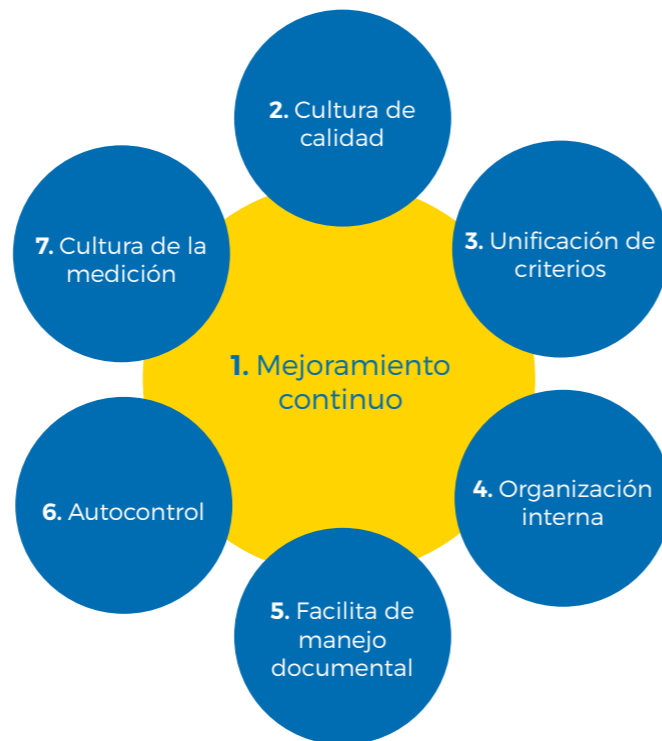 1. Mejoramiento
continuo
2. Cultura de
calidad
3. Unificación de
criterios
4. Organización
interna
5. Facilita de
manejo
documental
6. Autocontrol
7. Cultura de la
medición